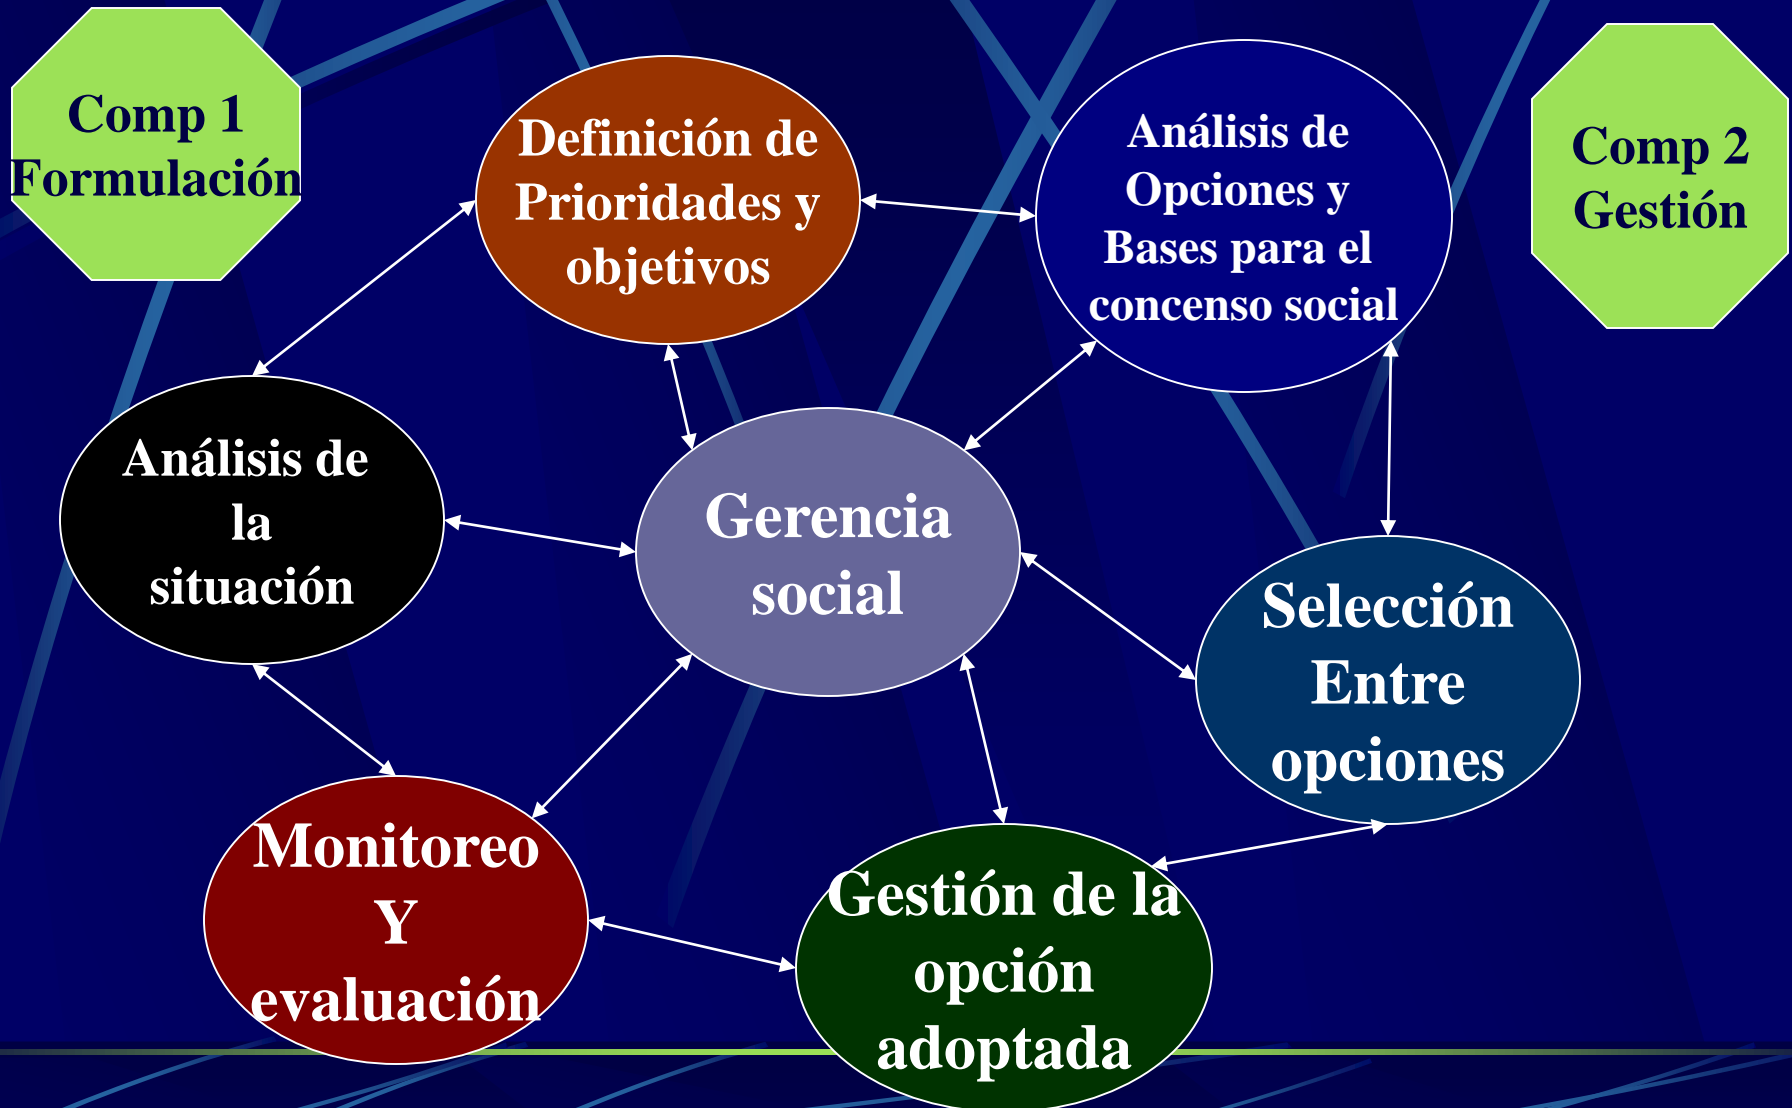 Comp 1
Formulación
Definición de
Prioridades y
objetivos
Análisis de
Opciones y
Bases para el
concenso social
Comp 2
Gestión
Análisis de
la
situación
Gerencia
social
Selección
Entre
opciones
Monitoreo
Y
evaluación
Gestión de la
opción
adoptada